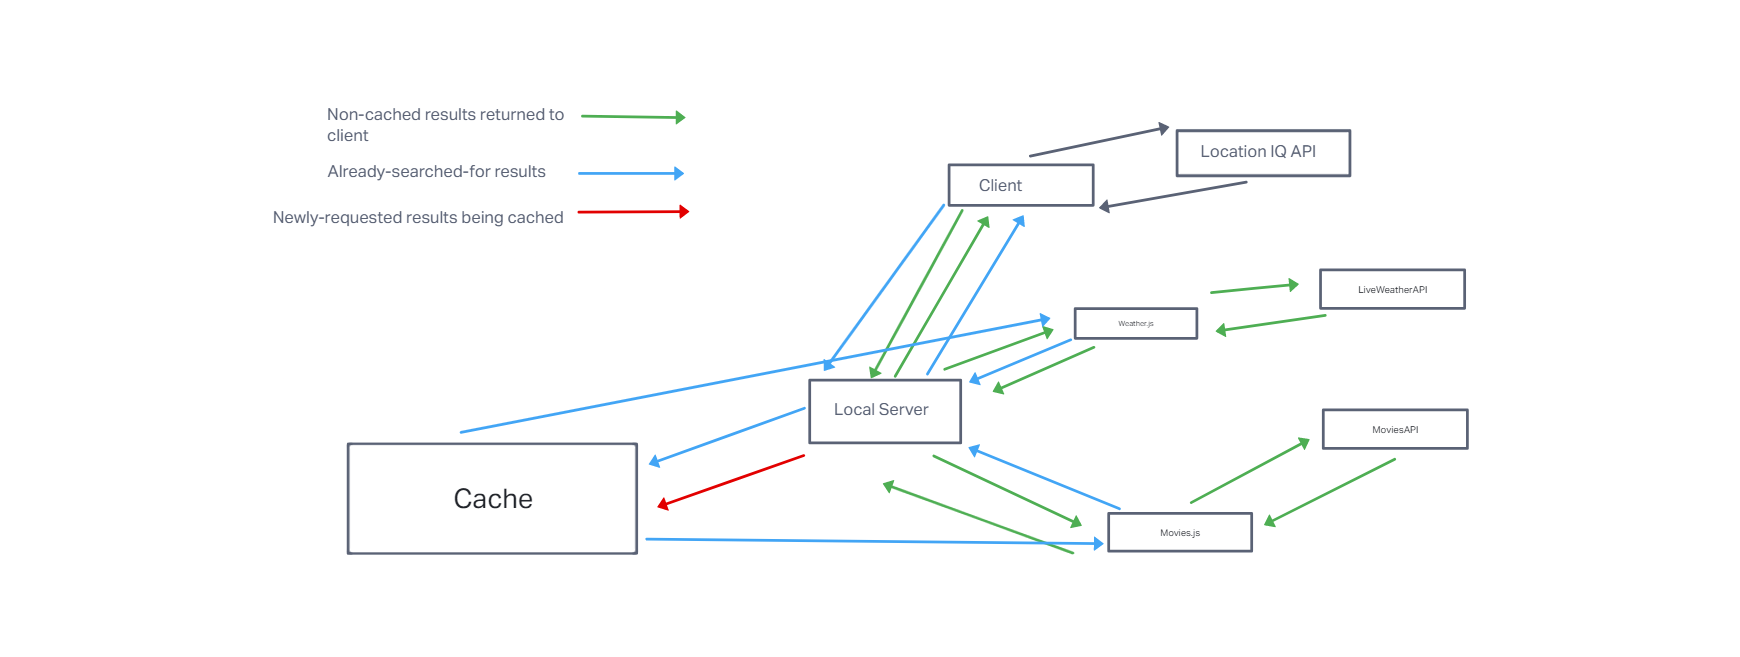 Non-cached results returned to
client
Already-searched-for results
Newly-requested results being cached
Location IQ API
Client
LiveWeatherAPI
Weather.js
Local Server
MoviesAPI
Cache
Movies.js